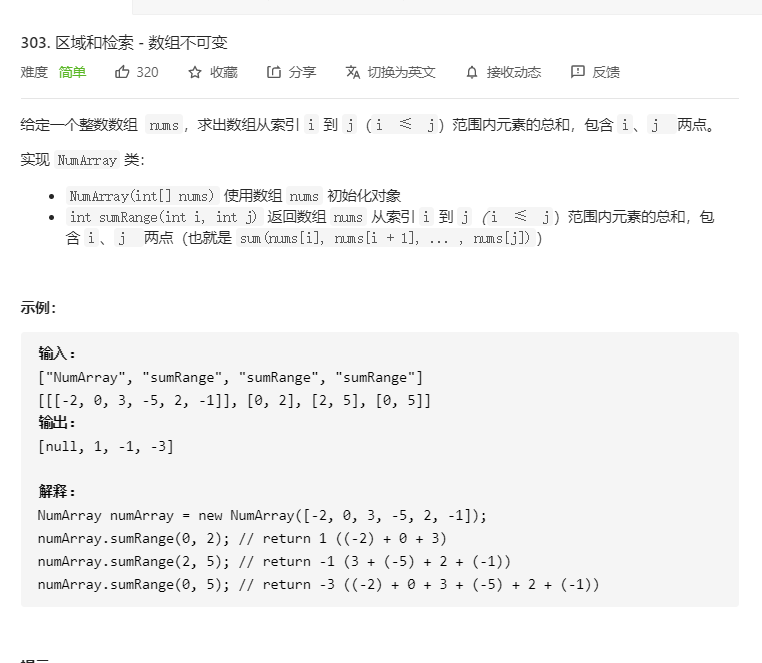 303. 区域和检索 - 数组不可变
难度 简单 320 收藏 分享 切换为英文 接收动态 反馈
给定一个整数数组 nums，求出数组从索引 i 到 j（i ≤ j）范围内元素的总和，包含 i、j 两点。
实现 NumArray 类：
• NumArray(int[] nums) 使用数组 nums 初始化对象
• int sumRange(int i, int j) 返回数组 nums 从索引 i 到 j（i ≤ j）范围内元素的总和，包
含 i、j 两点（也就是 sum(nums[i], nums[i + 1], ... , nums[j])）
示例：
输入：
["NumArray", "sumRange", "sumRange", "sumRange"]
[[[-2, 0, 3, -5, 2, -1]], [0, 2], [2, 5], [0, 5]]
输出：
[null, 1, -1, -3]
解释：
NumArray numArray = new NumArray([-2, 0, 3, -5, 2, -1]);
numArray.sumRange(0, 2); // return 1 ((-2) + 0 + 3)
numArray.sumRange(2, 5); // return -1 (3 + (-5) + 2 + (-1))
numArray.sumRange(0, 5); // return -3 ((-2) + 0 + 3 + (-5) + 2 + (-1))